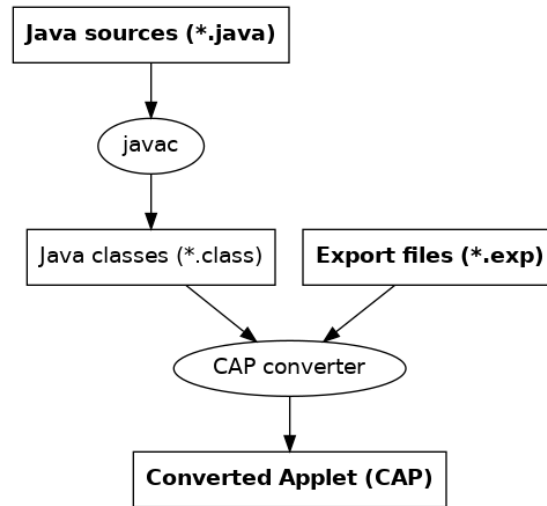 Java sources (*.java)
javac
Java classes (*.class)
Export files (*.exp)
CAP converter
Converted Applet (CAP)